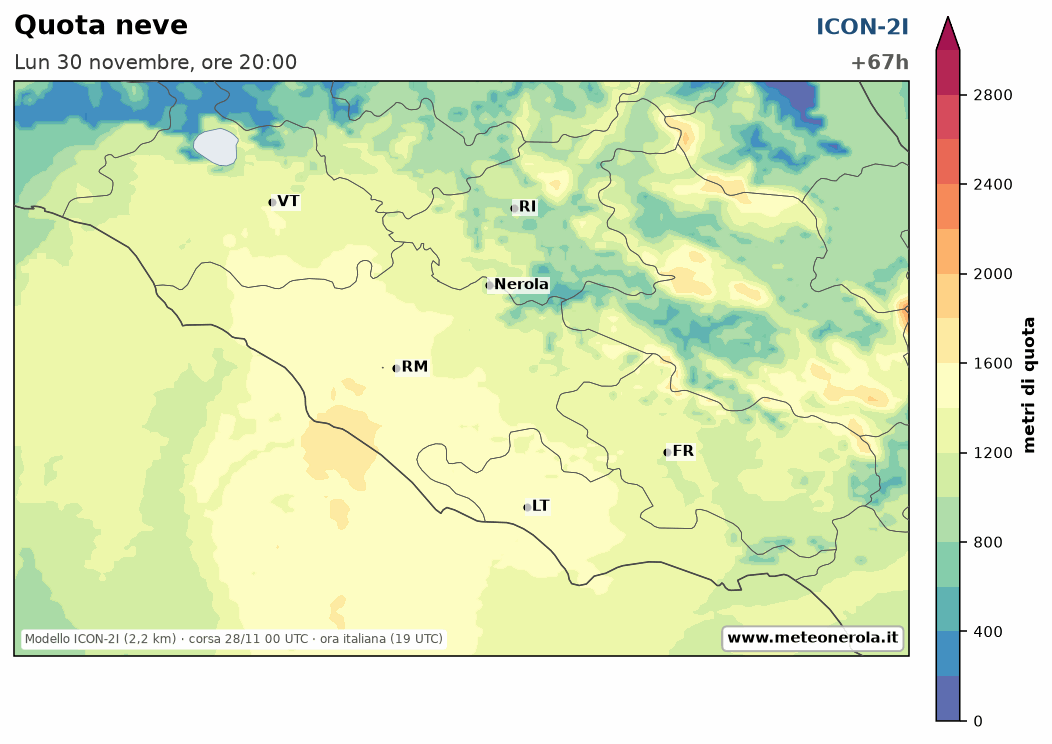 Quota neve
ICON-2I
Lun 30 novembre, ore 20:00
+67h
2800
2400
2000
1600
1200
800
400
0
metri di quota
VT
RI
Nerola
RM
FR
LT
Modello ICON-2I (2,2 km) · corsa 28/11 00 UTC · ora italiana (19 UTC)
www.meteonerola.it